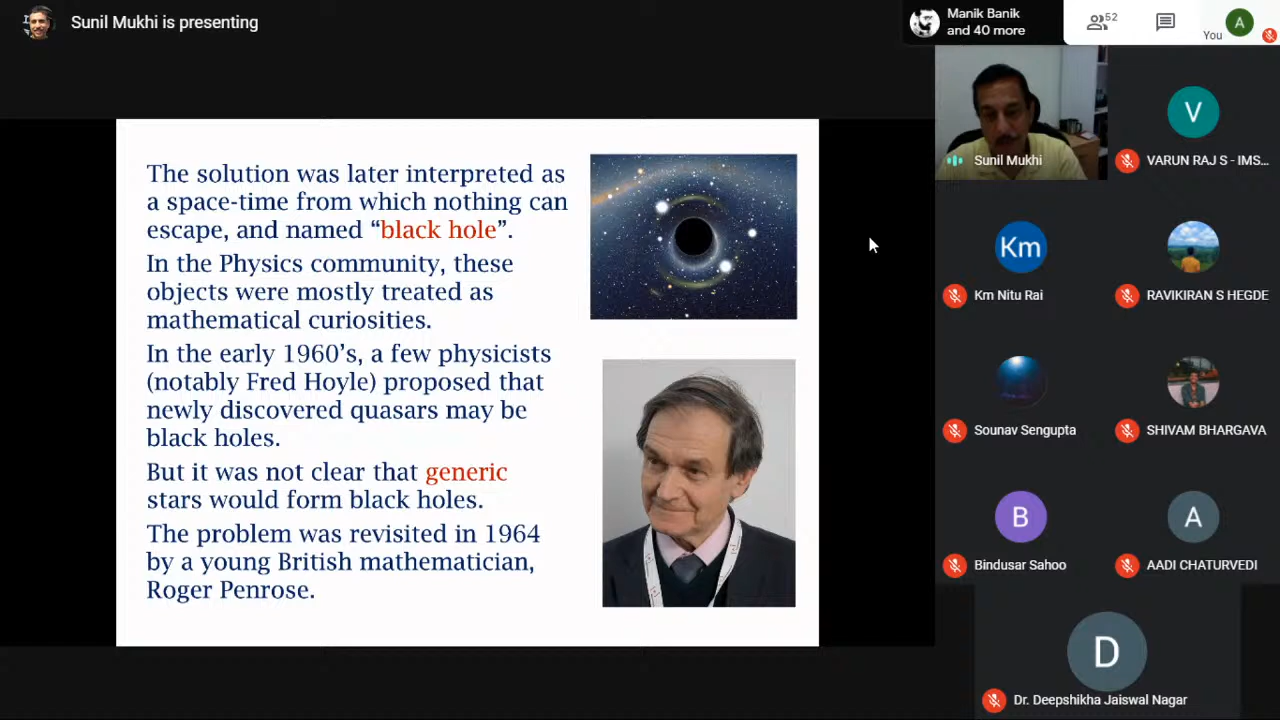 Sunil Mukhi is presenting
Manik Banik
and 40 more
52
You
A
The solution was later interpreted as
a space-time from which nothing can
escape, and named “black hole”.
In the Physics community, these
objects were mostly treated as
mathematical curiosities.
In the early 1960’s, a few physicists
(notably Fred Hoyle) proposed that
newly discovered quasars may be
black holes.
But it was not clear that generic
stars would form black holes.
The problem was revisited in 1964
by a young British mathematician,
Roger Penrose.
Sunil Mukhi
V
VARUN RAJ S - IMS...
Km
Km Nitu Rai
RAVIKIRAN S HEGDE
Sounav Sengupta
SHIVAM BHARGAVA
B
Bindusar Sahoo
A
AADI CHATURVEDI
D
Dr. Deepshikha Jaiswal Nagar